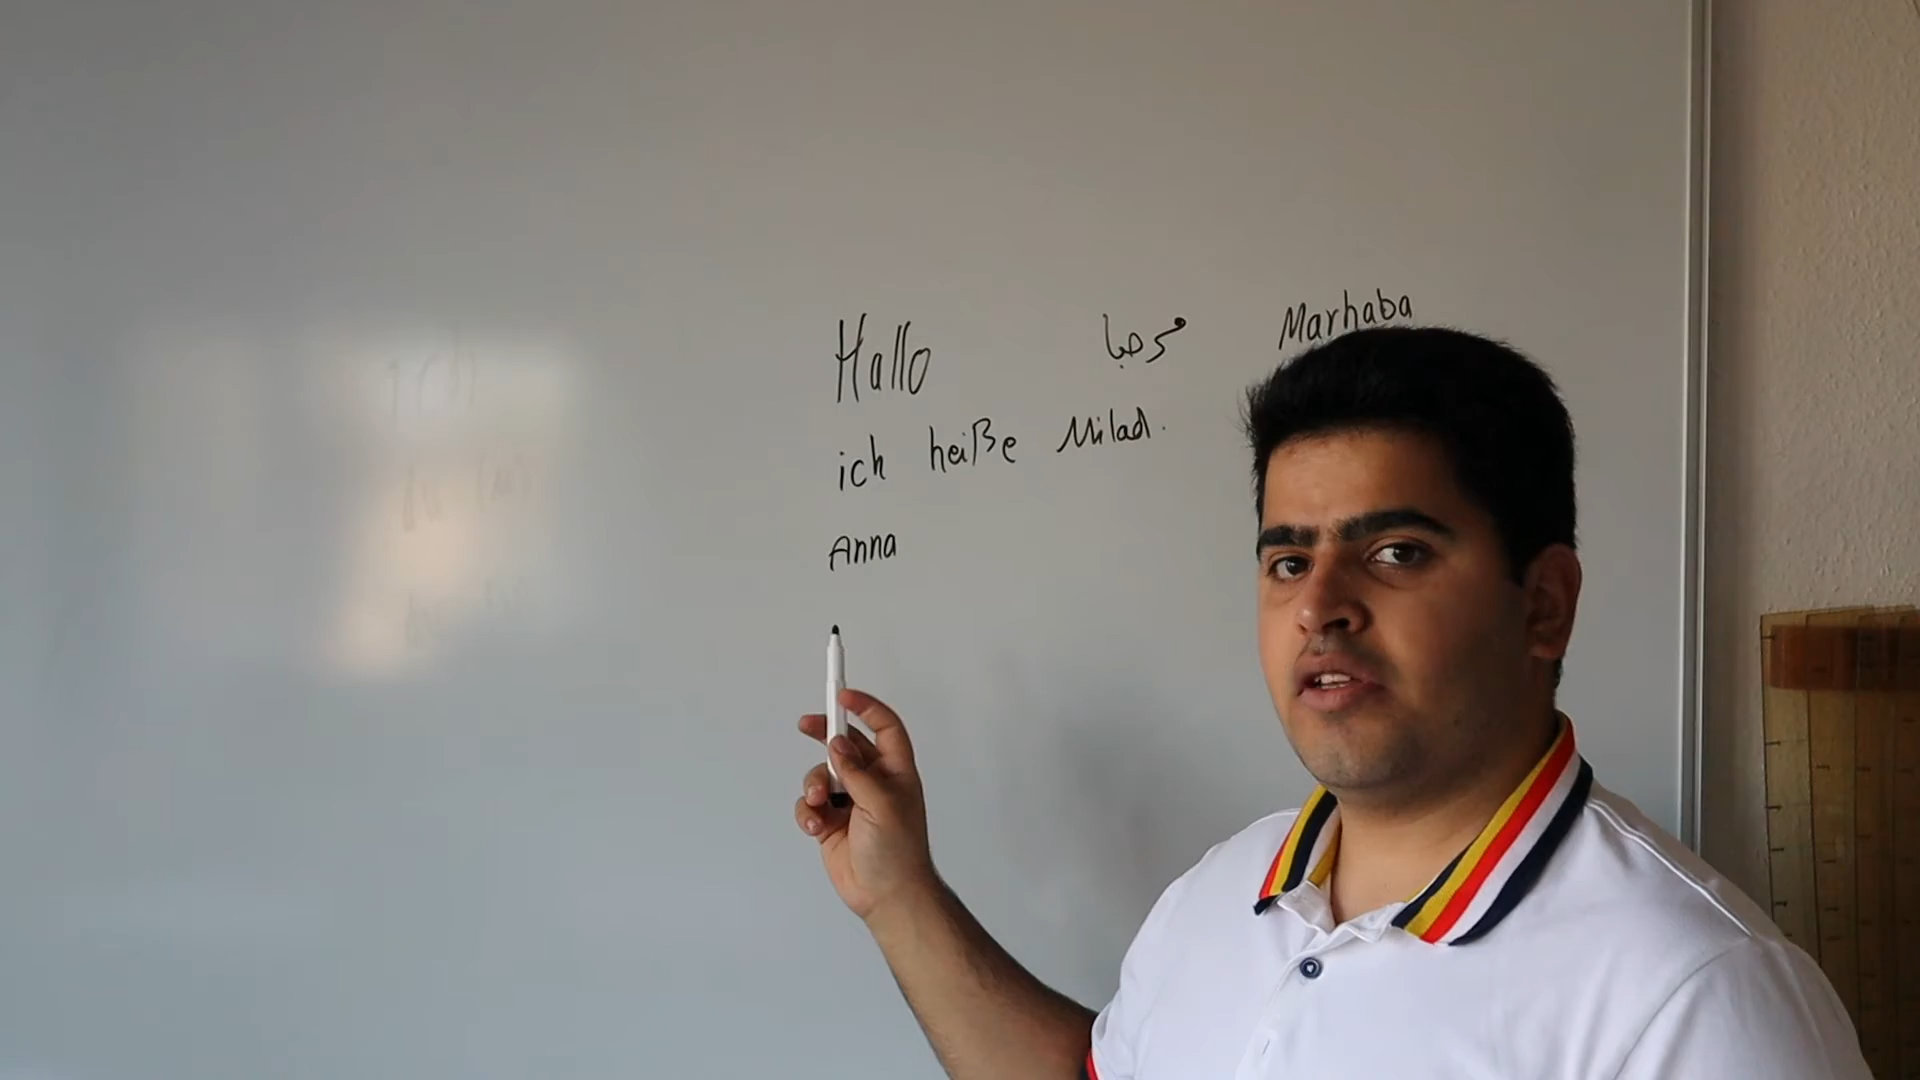 Hallo مرحبا Marhaba
ich heiße Milad.
Anna